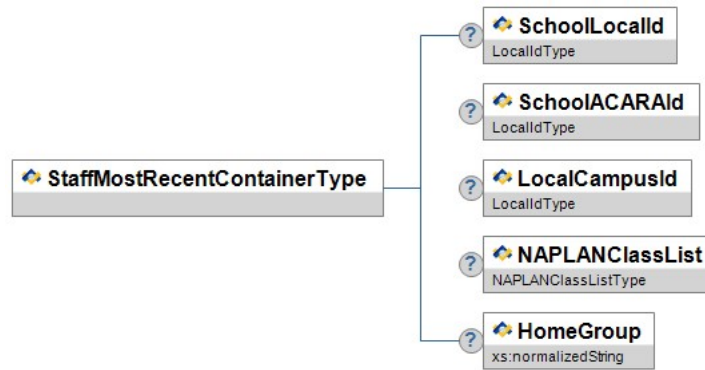 SchoolLocalId
LocalIdType
SchoolACARAId
LocalIdType
StaffMostRecentContainerType
LocalCampusId
LocalIdType
NAPLANClassList
NAPLANClassListType
HomeGroup
xs:normalizedString
?
?
?
?
?